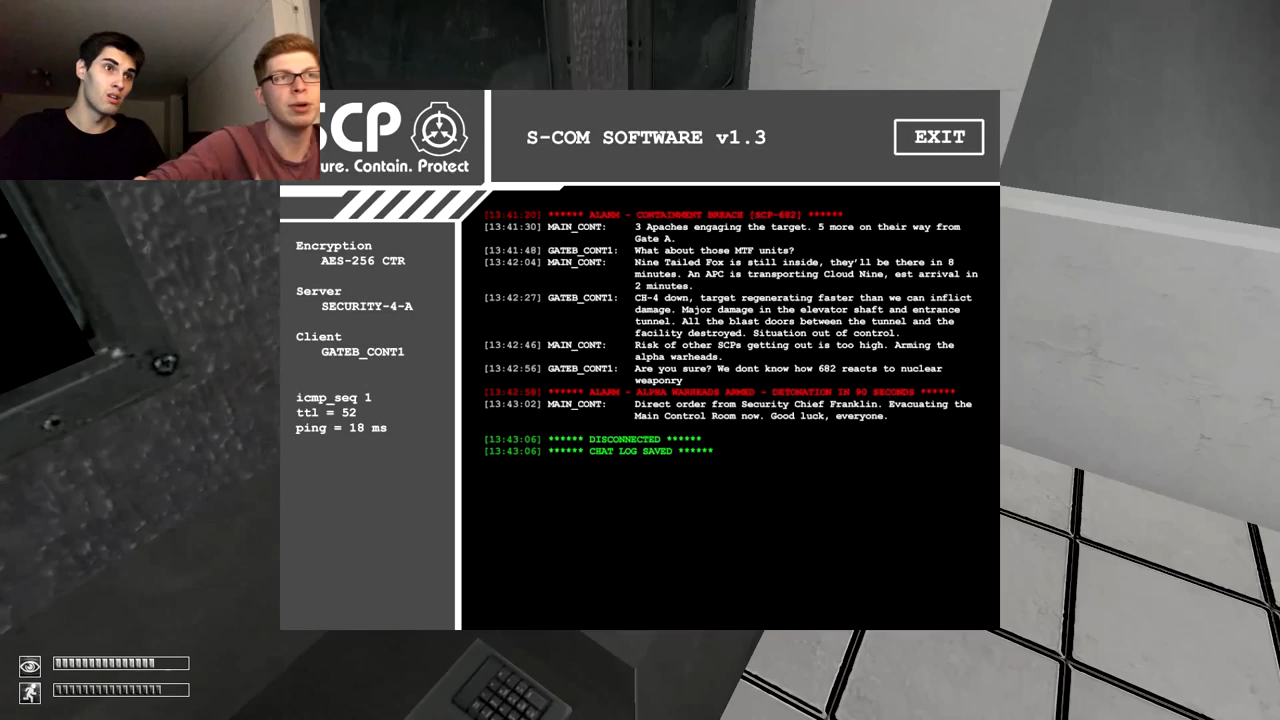 SCP
ure. Contain. Protect
S-COM SOFTWARE v1.3
EXIT
Encryption
AES-256 CTR
Server
SECURITY-4-A
Client
GATEB_CONT1
icmp_seq 1
ttl = 52
ping = 18 ms
[13:41:20] ****** ALARM - CONTAINMENT BREACH [SCP-682] ******
[13:41:30] MAIN_CONT: 3 Apaches engaging the target. 5 more on their way from
Gate A.
[13:41:48] GATEB_CONT1: What about those MTF units?
[13:42:04] MAIN_CONT: Nine Tailed Fox is still inside, they'll be there in 8
minutes. An APC is transporting Cloud Nine, est arrival in
2 minutes.
[13:42:27] GATEB_CONT1: CH-4 down, target regenerating faster than we can inflict
damage. Major damage in the elevator shaft and entrance
tunnel. All the blast doors between the tunnel and the
facility destroyed. Situation out of control.
[13:42:46] MAIN_CONT: Risk of other SCPs getting out is too high. Arming the
alpha warheads.
[13:42:56] GATEB_CONT1: Are you sure? We dont know how 682 reacts to nuclear
weaponry
[13:42:58] ****** ALARM - ALPHA WARHEADS ARMED - DETONATION IN 90 SECONDS ******
[13:43:02] MAIN_CONT: Direct order from Security Chief Franklin. Evacuating the
Main Control Room now. Good luck, everyone.
[13:43:06] ****** DISCONNECTED ******
[13:43:06] ****** CHAT LOG SAVED ******